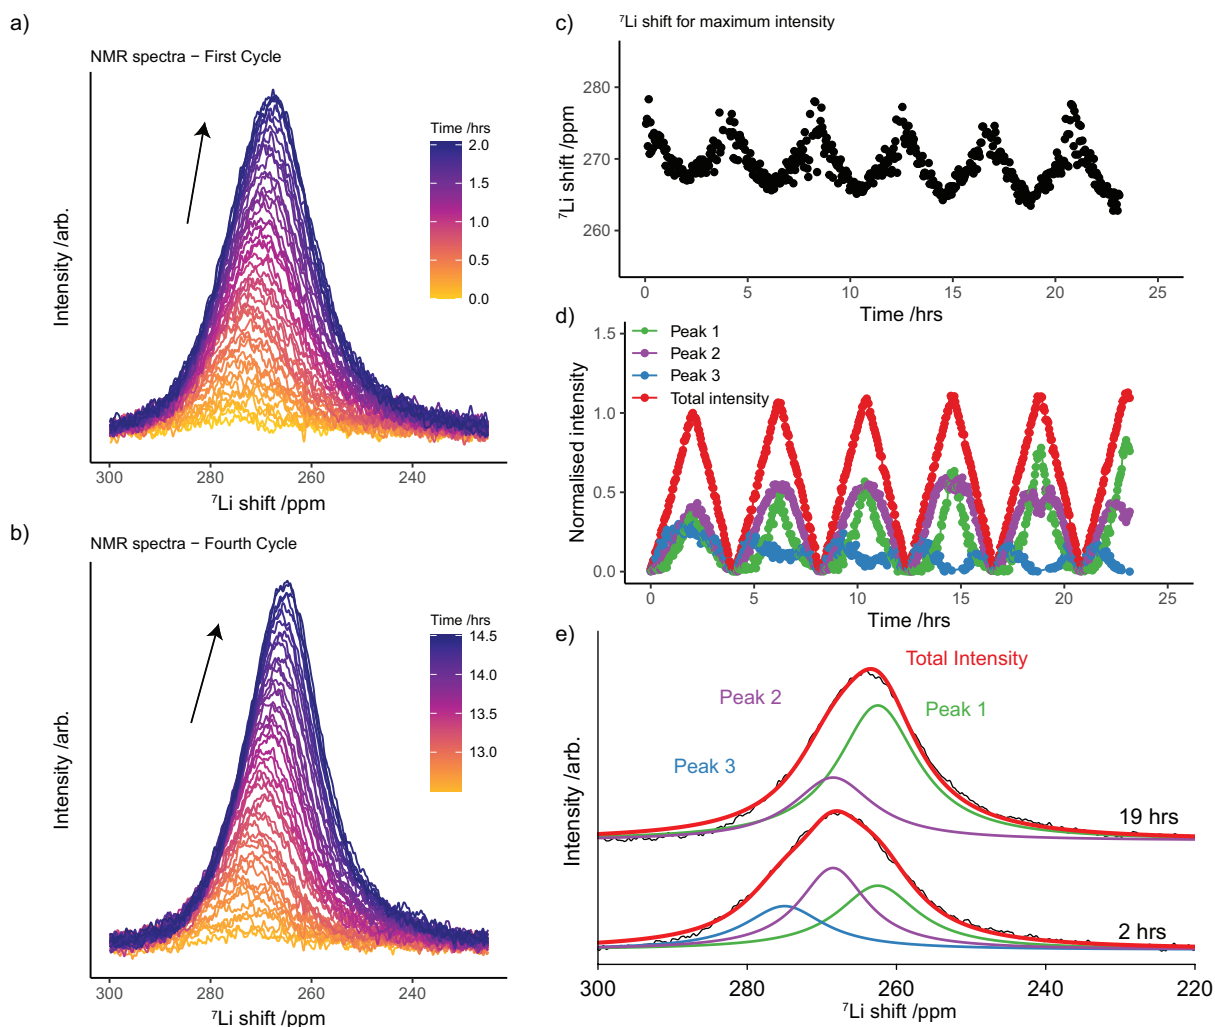 a)
NMR spectra − First Cycle
Intensity /arb.
Time /hrs
2.0
1.5
1.0
0.5
0.0
300
280
260
240
⁷Li shift /ppm
b)
NMR spectra − Fourth Cycle
Intensity /arb.
Time /hrs
14.5
14.0
13.5
13.0
300
280
260
240
⁷Li shift /ppm
c)
⁷Li shift for maximum intensity
⁷Li shift /ppm
280
270
260
0
5
10
15
20
25
Time /hrs
d)
Normalised intensity
1.5
1.0
0.5
0.0
Peak 1
Peak 2
Peak 3
Total intensity
0
5
10
15
20
25
Time /hrs
e)
Intensity /arb.
Total Intensity
Peak 2
Peak 1
Peak 3
19 hrs
2 hrs
300
280
260
240
220
⁷Li shift /ppm